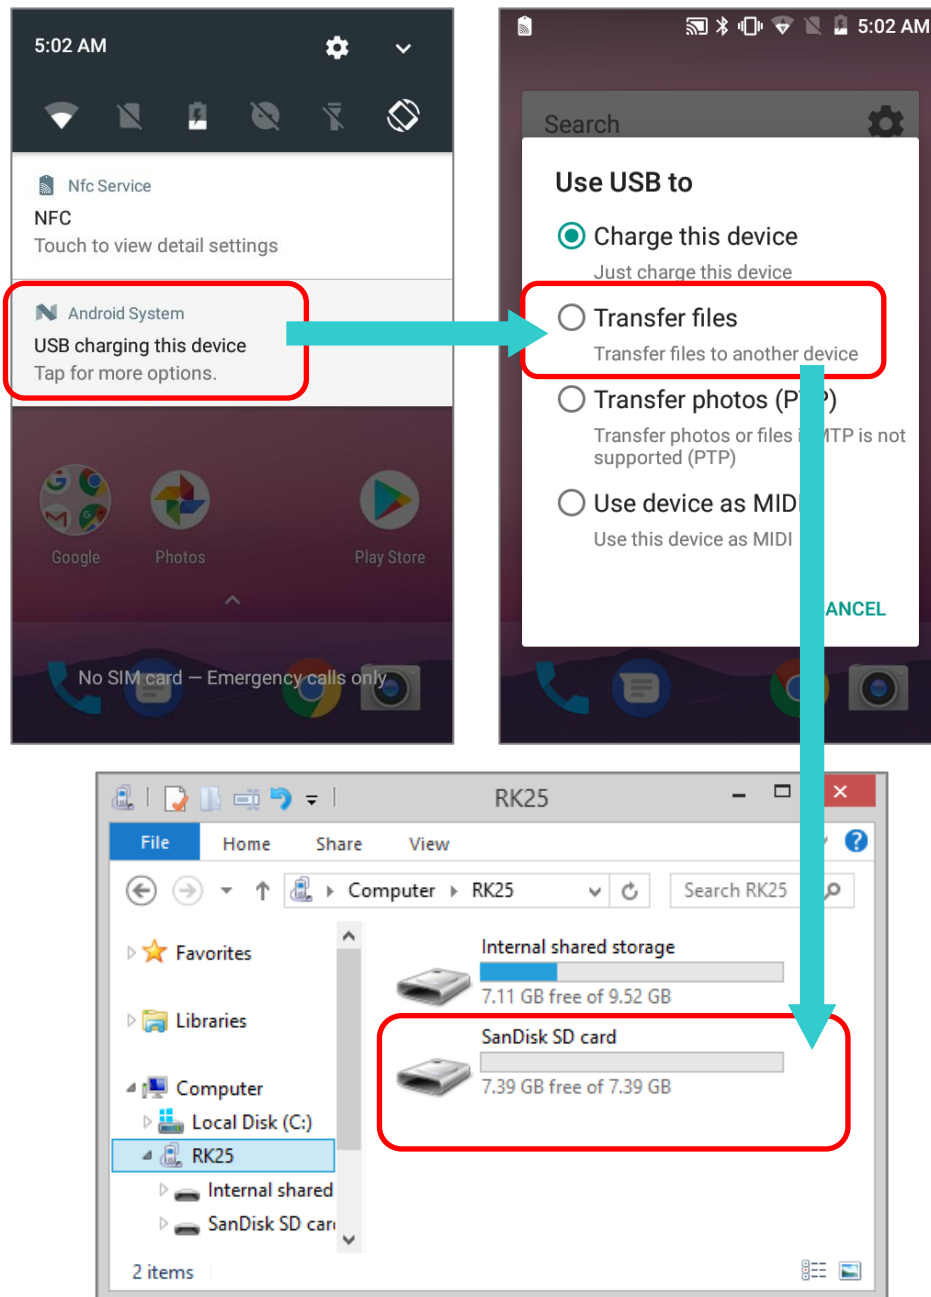 5:02 AM
Nfc Service
NFC
Touch to view detail settings
Android System
USB charging this device
Tap for more options.
Google
Photos
Play Store
No SIM card — Emergency calls only
5:02 AM
Search
Use USB to
Charge this device
Just charge this device
Transfer files
Transfer files to another device
Transfer photos (P P)
Transfer photos or files i MTP is not
supported (PTP)
Use device as MIDI
Use this device as MIDI
ANCEL
RK25
File
Home
Share
View
Computer
RK25
Search RK25
Favorites
Libraries
Computer
Local Disk (C:)
RK25
Internal shared
SanDisk SD car
Internal shared storage
7.11 GB free of 9.52 GB
SanDisk SD card
7.39 GB free of 7.39 GB
2 items